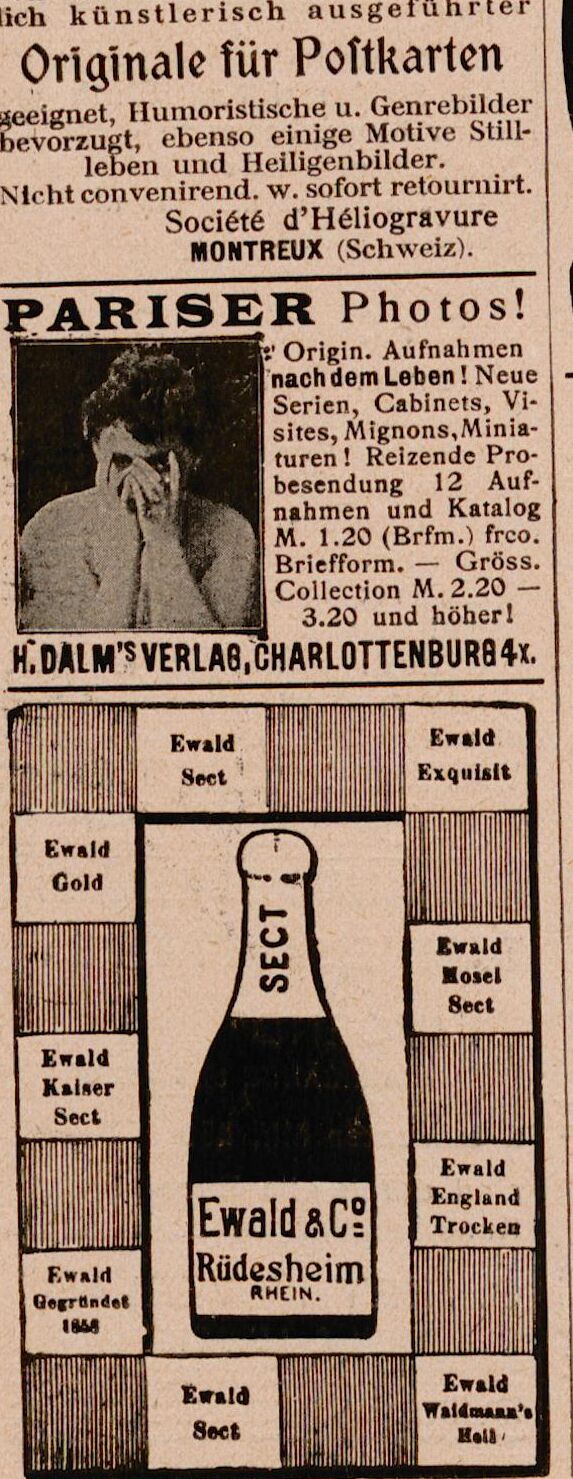 lich künstlerisch ausgeführter
Originale für Poſtkarten
geeignet, Humoristische u. Genrebilder
bevorzugt, ebenso einige Motive Still-
leben und Heiligenbilder.
Nicht convenirend. w. sofort retournirt.
Société d'Héliogravure
MONTREUX (Schweiz).
PARISER Photos!
Origin. Aufnahmen
nach dem Leben! Neue
Serien, Cabinets, Vi-
sites, Mignons, Minia-
turen! Reizende Pro-
besendung 12 Auf-
nahmen und Katalog
M. 1.20 (Brfm.) frco.
Briefform. — Gröss.
Collection M. 2.20 —
3.20 und höher!
H. DALM'S VERLAG, CHARLOTTENBURG 4x.
Ewald
Sect
Ewald
Exquisit
Ewald
Gold
Ewald
Mosel
Sect
Ewald
Kaiser
Sect
Ewald
England
Trocken
Ewald
Gegründet
1858
Ewald
Sect
Ewald
Waidmann's
Heil
SECT
Ewald & Co
Rüdesheim
RHEIN.